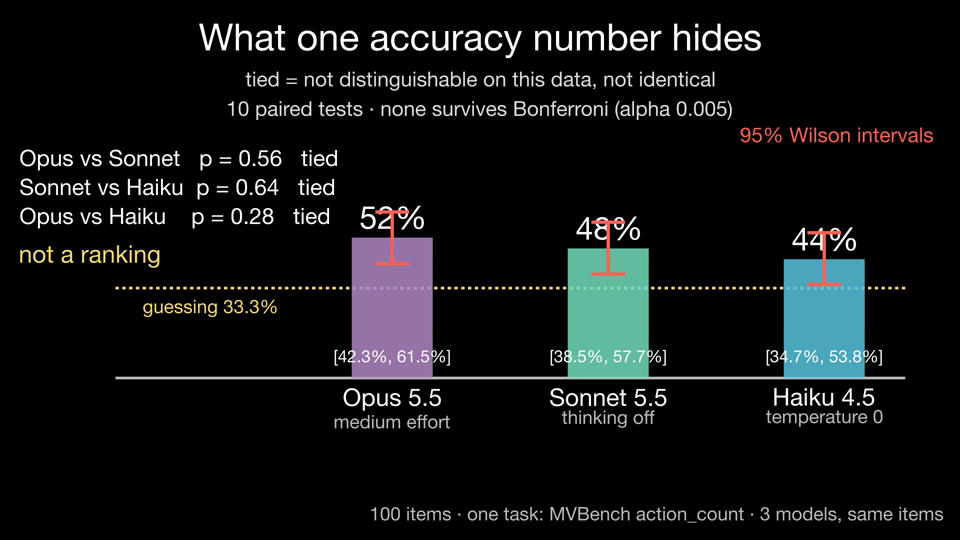 What one accuracy number hides
tied = not distinguishable on this data, not identical
10 paired tests · none survives Bonferroni (alpha 0.005)
95% Wilson intervals
Opus vs Sonnet p = 0.56 tied
Sonnet vs Haiku p = 0.64 tied
Opus vs Haiku p = 0.28 tied
not a ranking
52%
48%
44%
guessing 33.3%
[42.3%, 61.5%]
[38.5%, 57.7%]
[34.7%, 53.8%]
Opus 5.5
Sonnet 5.5
Haiku 4.5
medium effort
thinking off
temperature 0
100 items · one task: MVBench action_count · 3 models, same items